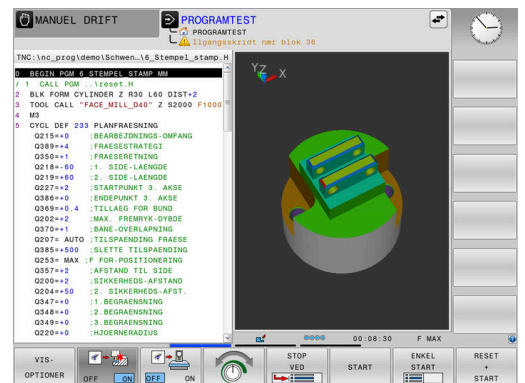 MANUEL DRIFT
PROGRAMTEST
PROGRAMTEST
Ilgangsskridt nær blok 36
TNC:\nc_prog\demo\Schwen…\6_Stempel_stamp.H
0 BEGIN PGM 6_STEMPEL_STAMP MM
/ 1 CALL PGM ..\reset.H
2 BLK FORM CYLINDER Z R30 L60 DIST+2
3 TOOL CALL "FACE_MILL_D40" Z S2000 F1000
4 M3
5 CYCL DEF 233 PLANFRAESNING
Q215=+0 ;BEARBEJDNINGS-OMFANG
Q389=+4 ;FRAESESTRATEGI
Q350=+1 ;FRAESERETNING
Q218=-60 ;1. SIDE-LAENGDE
Q219=+60 ;2. SIDE-LAENGDE
Q227=+2 ;STARTPUNKT 3. AKSE
Q386=+0 ;ENDEPUNKT 3. AKSE
Q369=+0.4 ;TILLAEG FOR BUND
Q202=+2 ;MAX. FREMRYK-DYBDE
Q370=+1 ;BANE-OVERLAPNING
Q207= AUTO ;TILSPAENDING FRAESE
Q385=+500 ;SLETTE TILSPAENDING
Q253= MAX ;F FOR-POSITIONERING
Q357=+2 ;AFSTAND TIL SIDE
Q200=+2 ;SIKKERHEDS-AFSTAND
Q204=+50 ;2. SIKKERHEDS-AFST.
Q347=+0 ;1.BEGRAENSNING
Q348=+0 ;2.BEGRAENSNING
Q349=+0 ;3.BEGRAENSNING
Q220=+0 ;HJOERNERADIUS
Y Z X
00:08:30 F MAX
VIS-
OPTIONER
OFF ON
OFF ON
STOP
VED
START
ENKEL
START
RESET
+
START